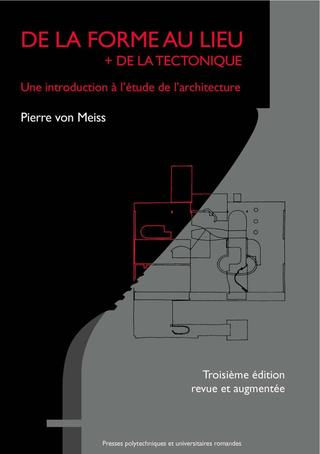 DE LA FORME AU LIEU
+ DE LA TECTONIQUE
Une introduction à l'étude de l'architecture
Pierre von Meiss
Troisième édition
revue et augmentée
Presses polytechniques et universitaires romandes